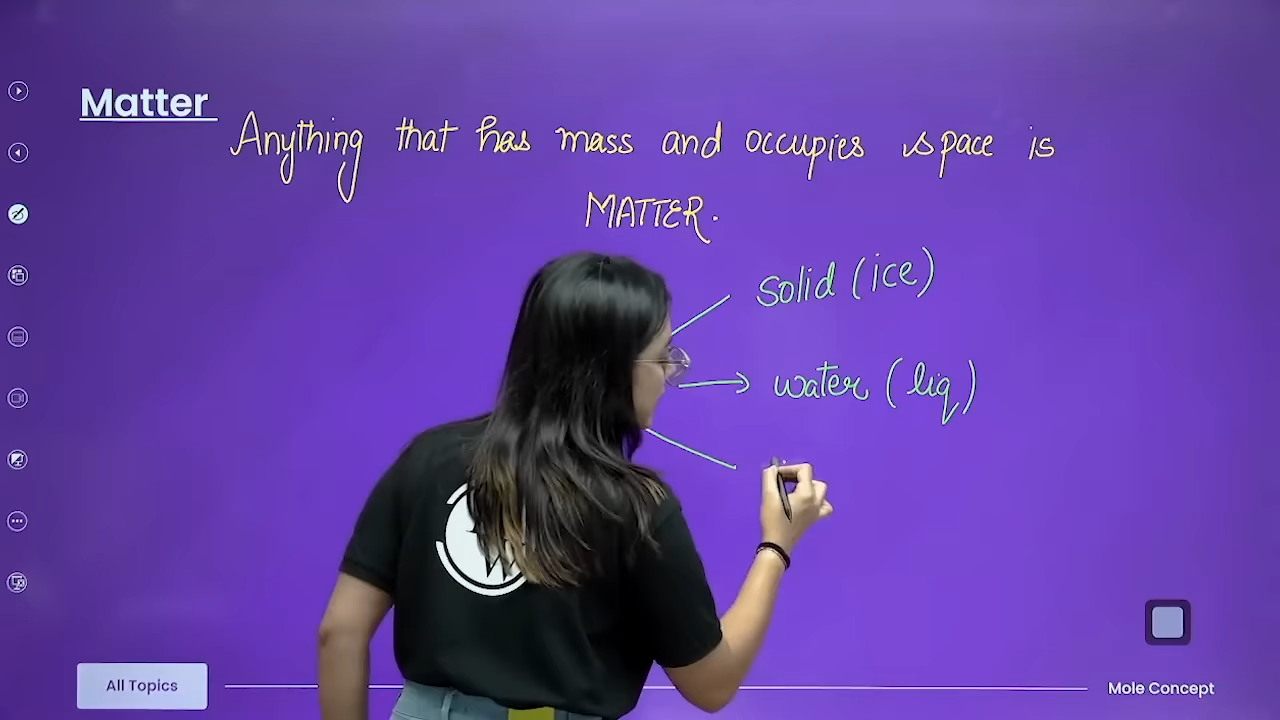 Matter
Anything that has mass and occupies space is
MATTER.
Solid (ice)
water (liq)
W
All Topics
Mole Concept